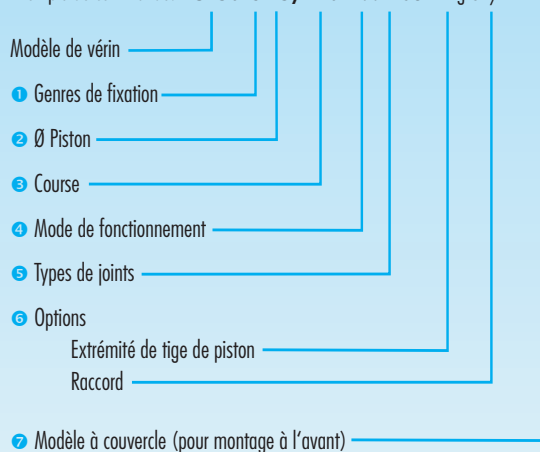 Modèle de vérin
❶ Genres de fixation
❷ Ø Piston
❸ Course
❹ Mode de fonctionnement
❺ Types de joints
❻ Options
Extrémité de tige de piston
Raccord
❼ Modèle à couvercle (pour montage à l'avant)